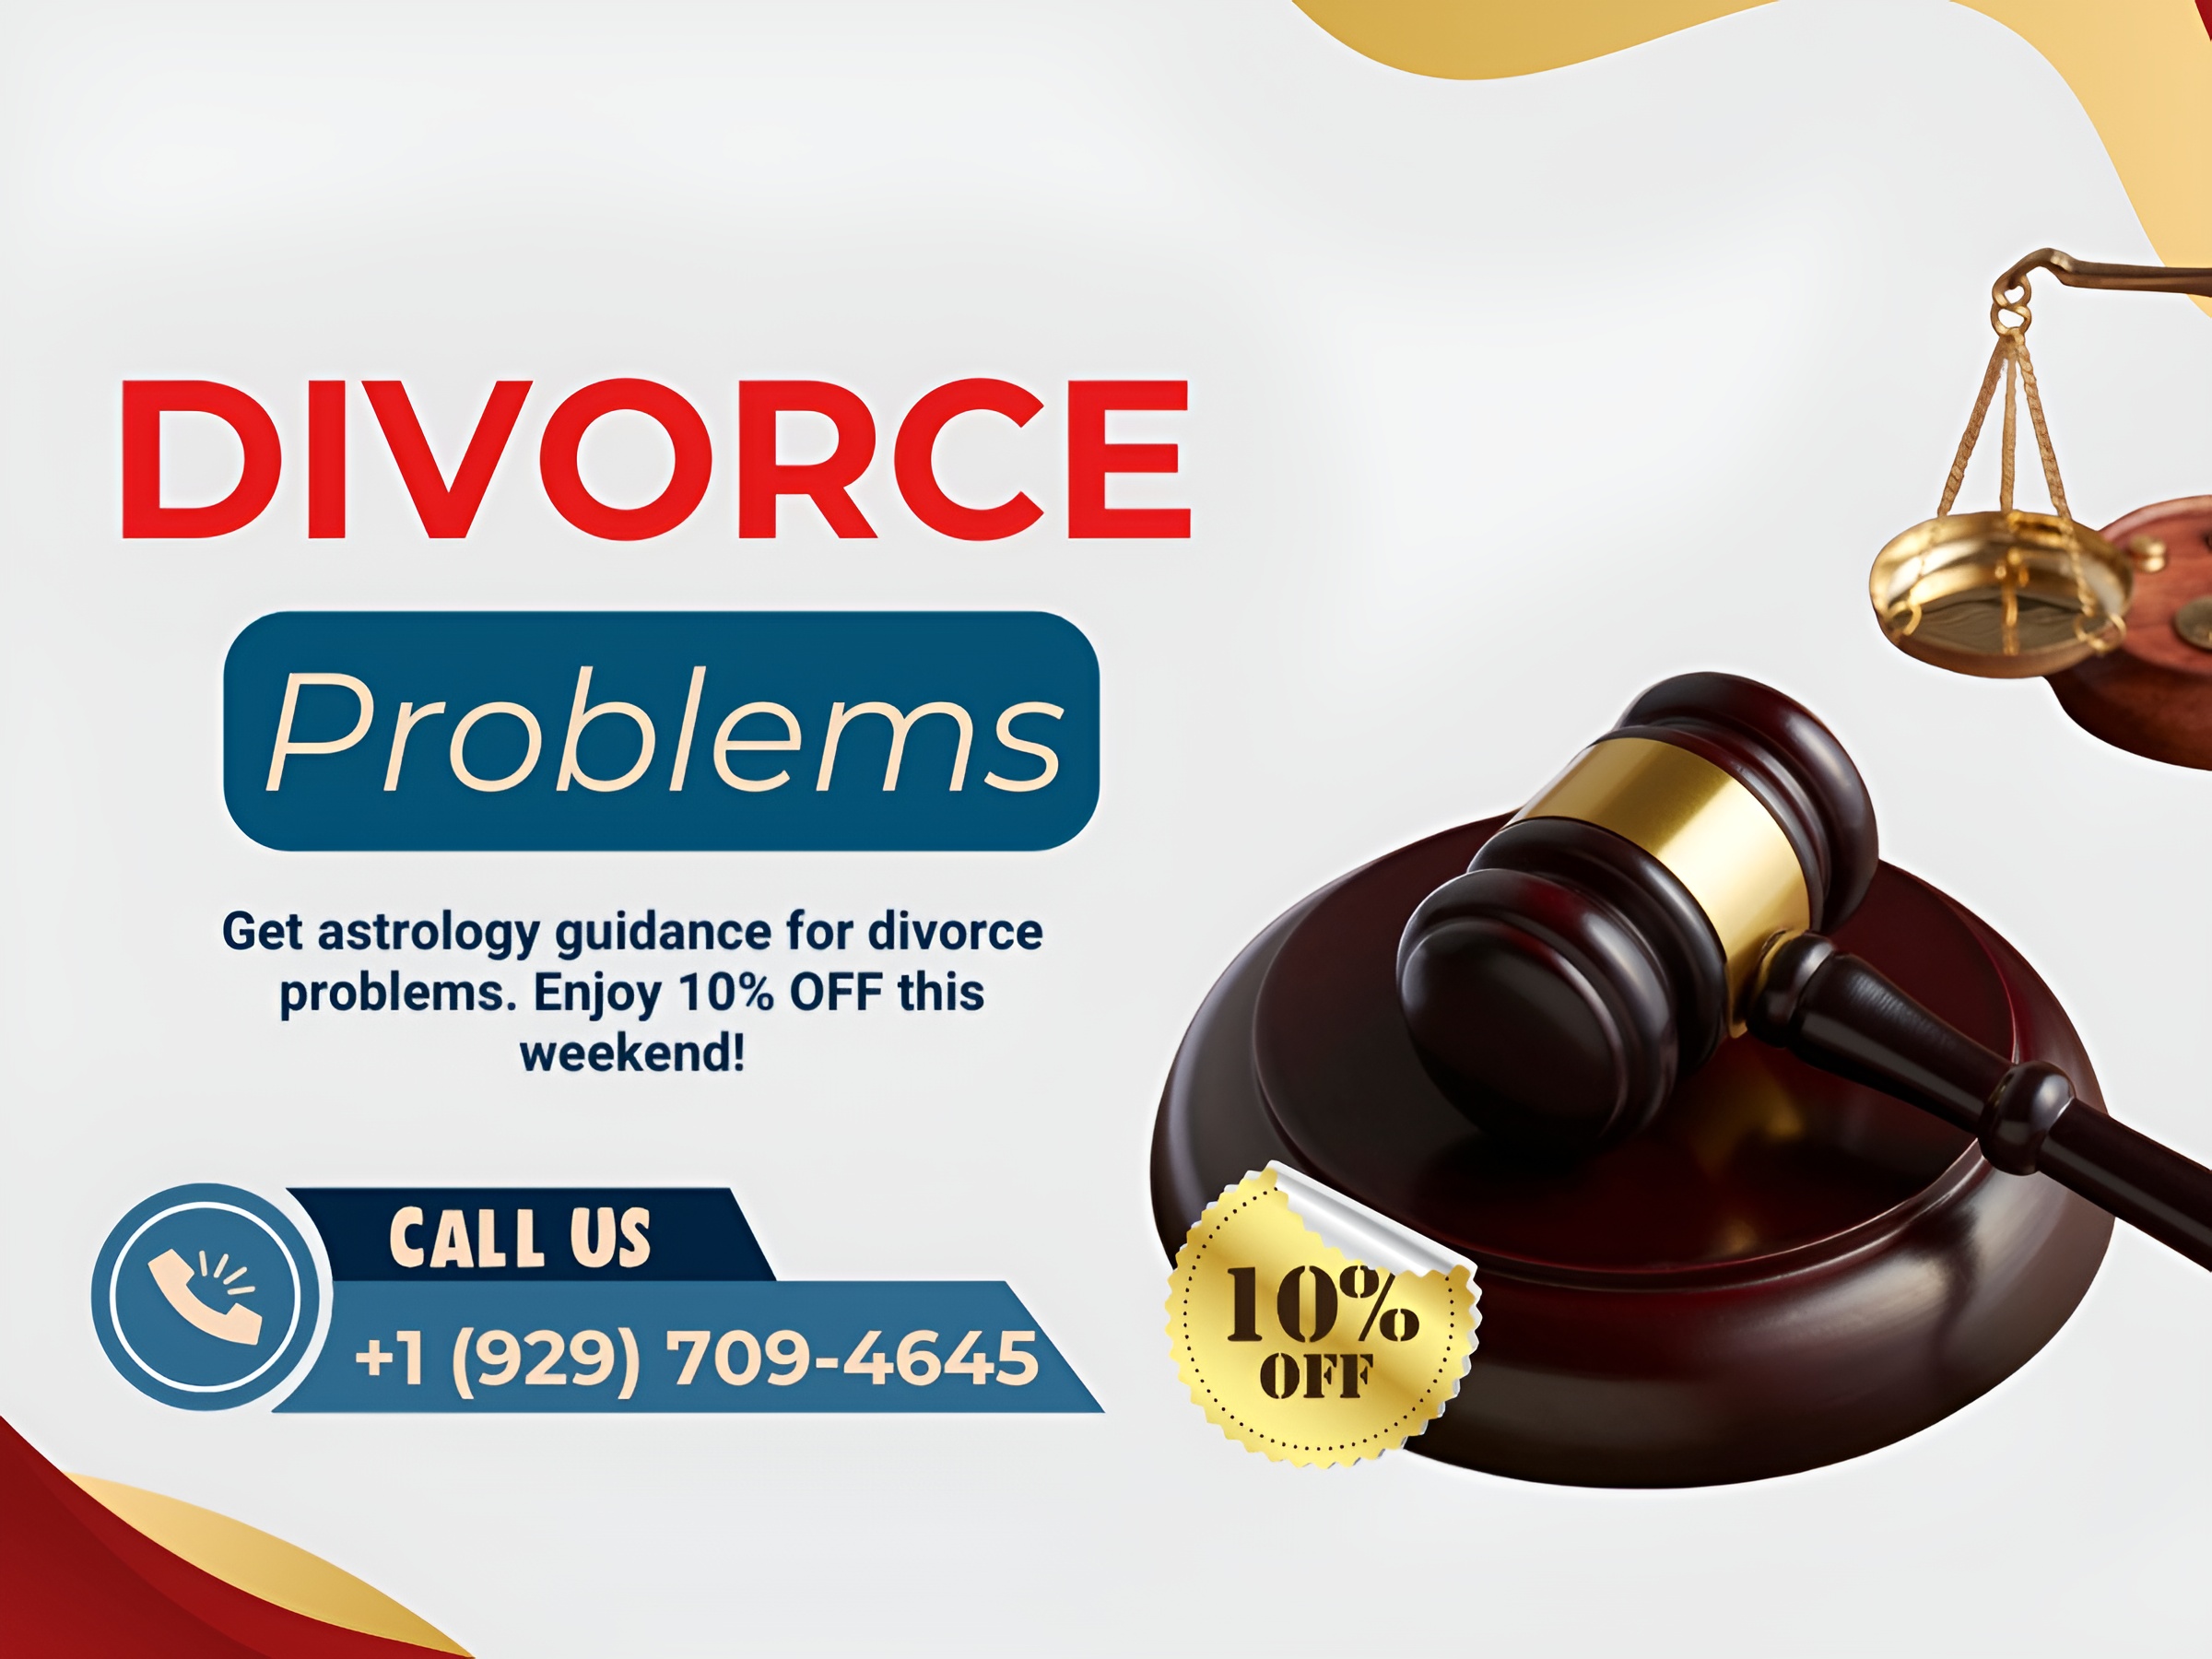 DIVORCE
Problems
Get astrology guidance for divorce
problems. Enjoy 10% OFF this
weekend!
CALL US
+1 (929) 709-4645
10%
OFF